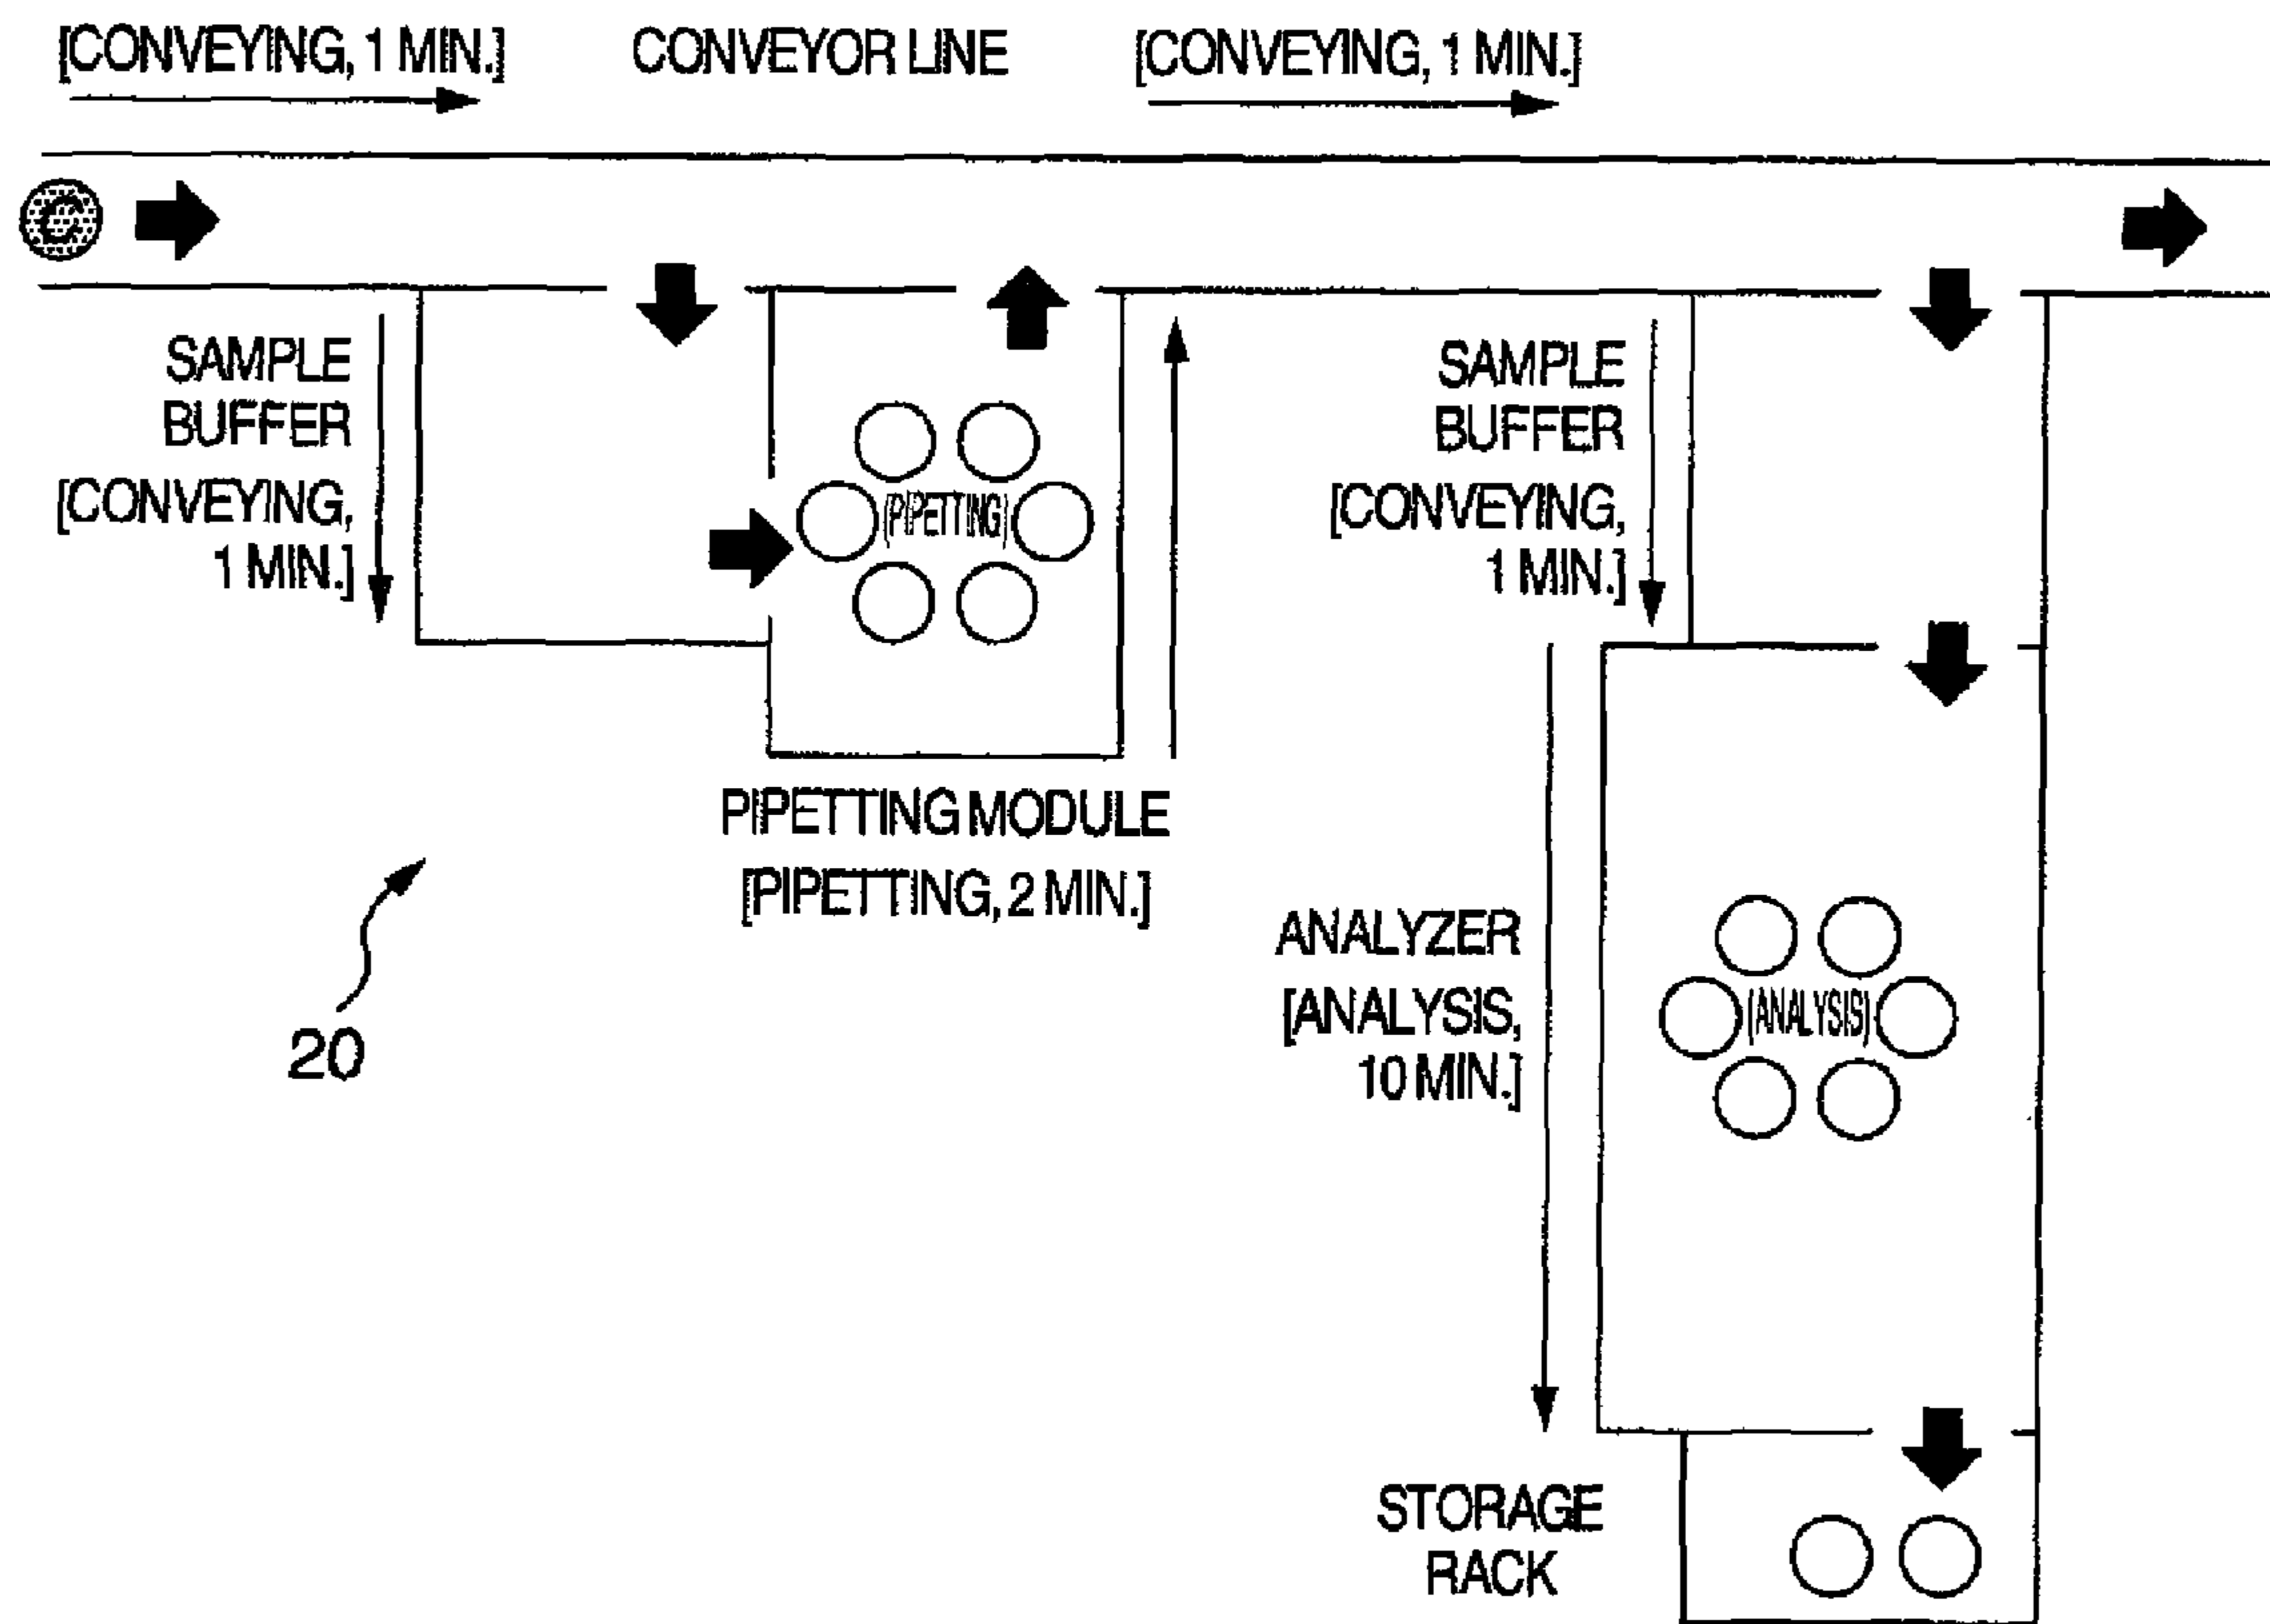 [CONVEYING, 1 MIN.]
CONVEYOR LINE
[CONVEYING, 1 MIN.]
C
SAMPLE
BUFFER
[CONVEYING,
1 MIN.]
(PIPETTING)
PIPETTING MODULE
[PIPETTING, 2 MIN.]
SAMPLE
BUFFER
[CONVEYING,
1 MIN.]
ANALYZER
[ANALYSIS,
10 MIN.]
(ANALYSIS)
STORAGE
RACK
20